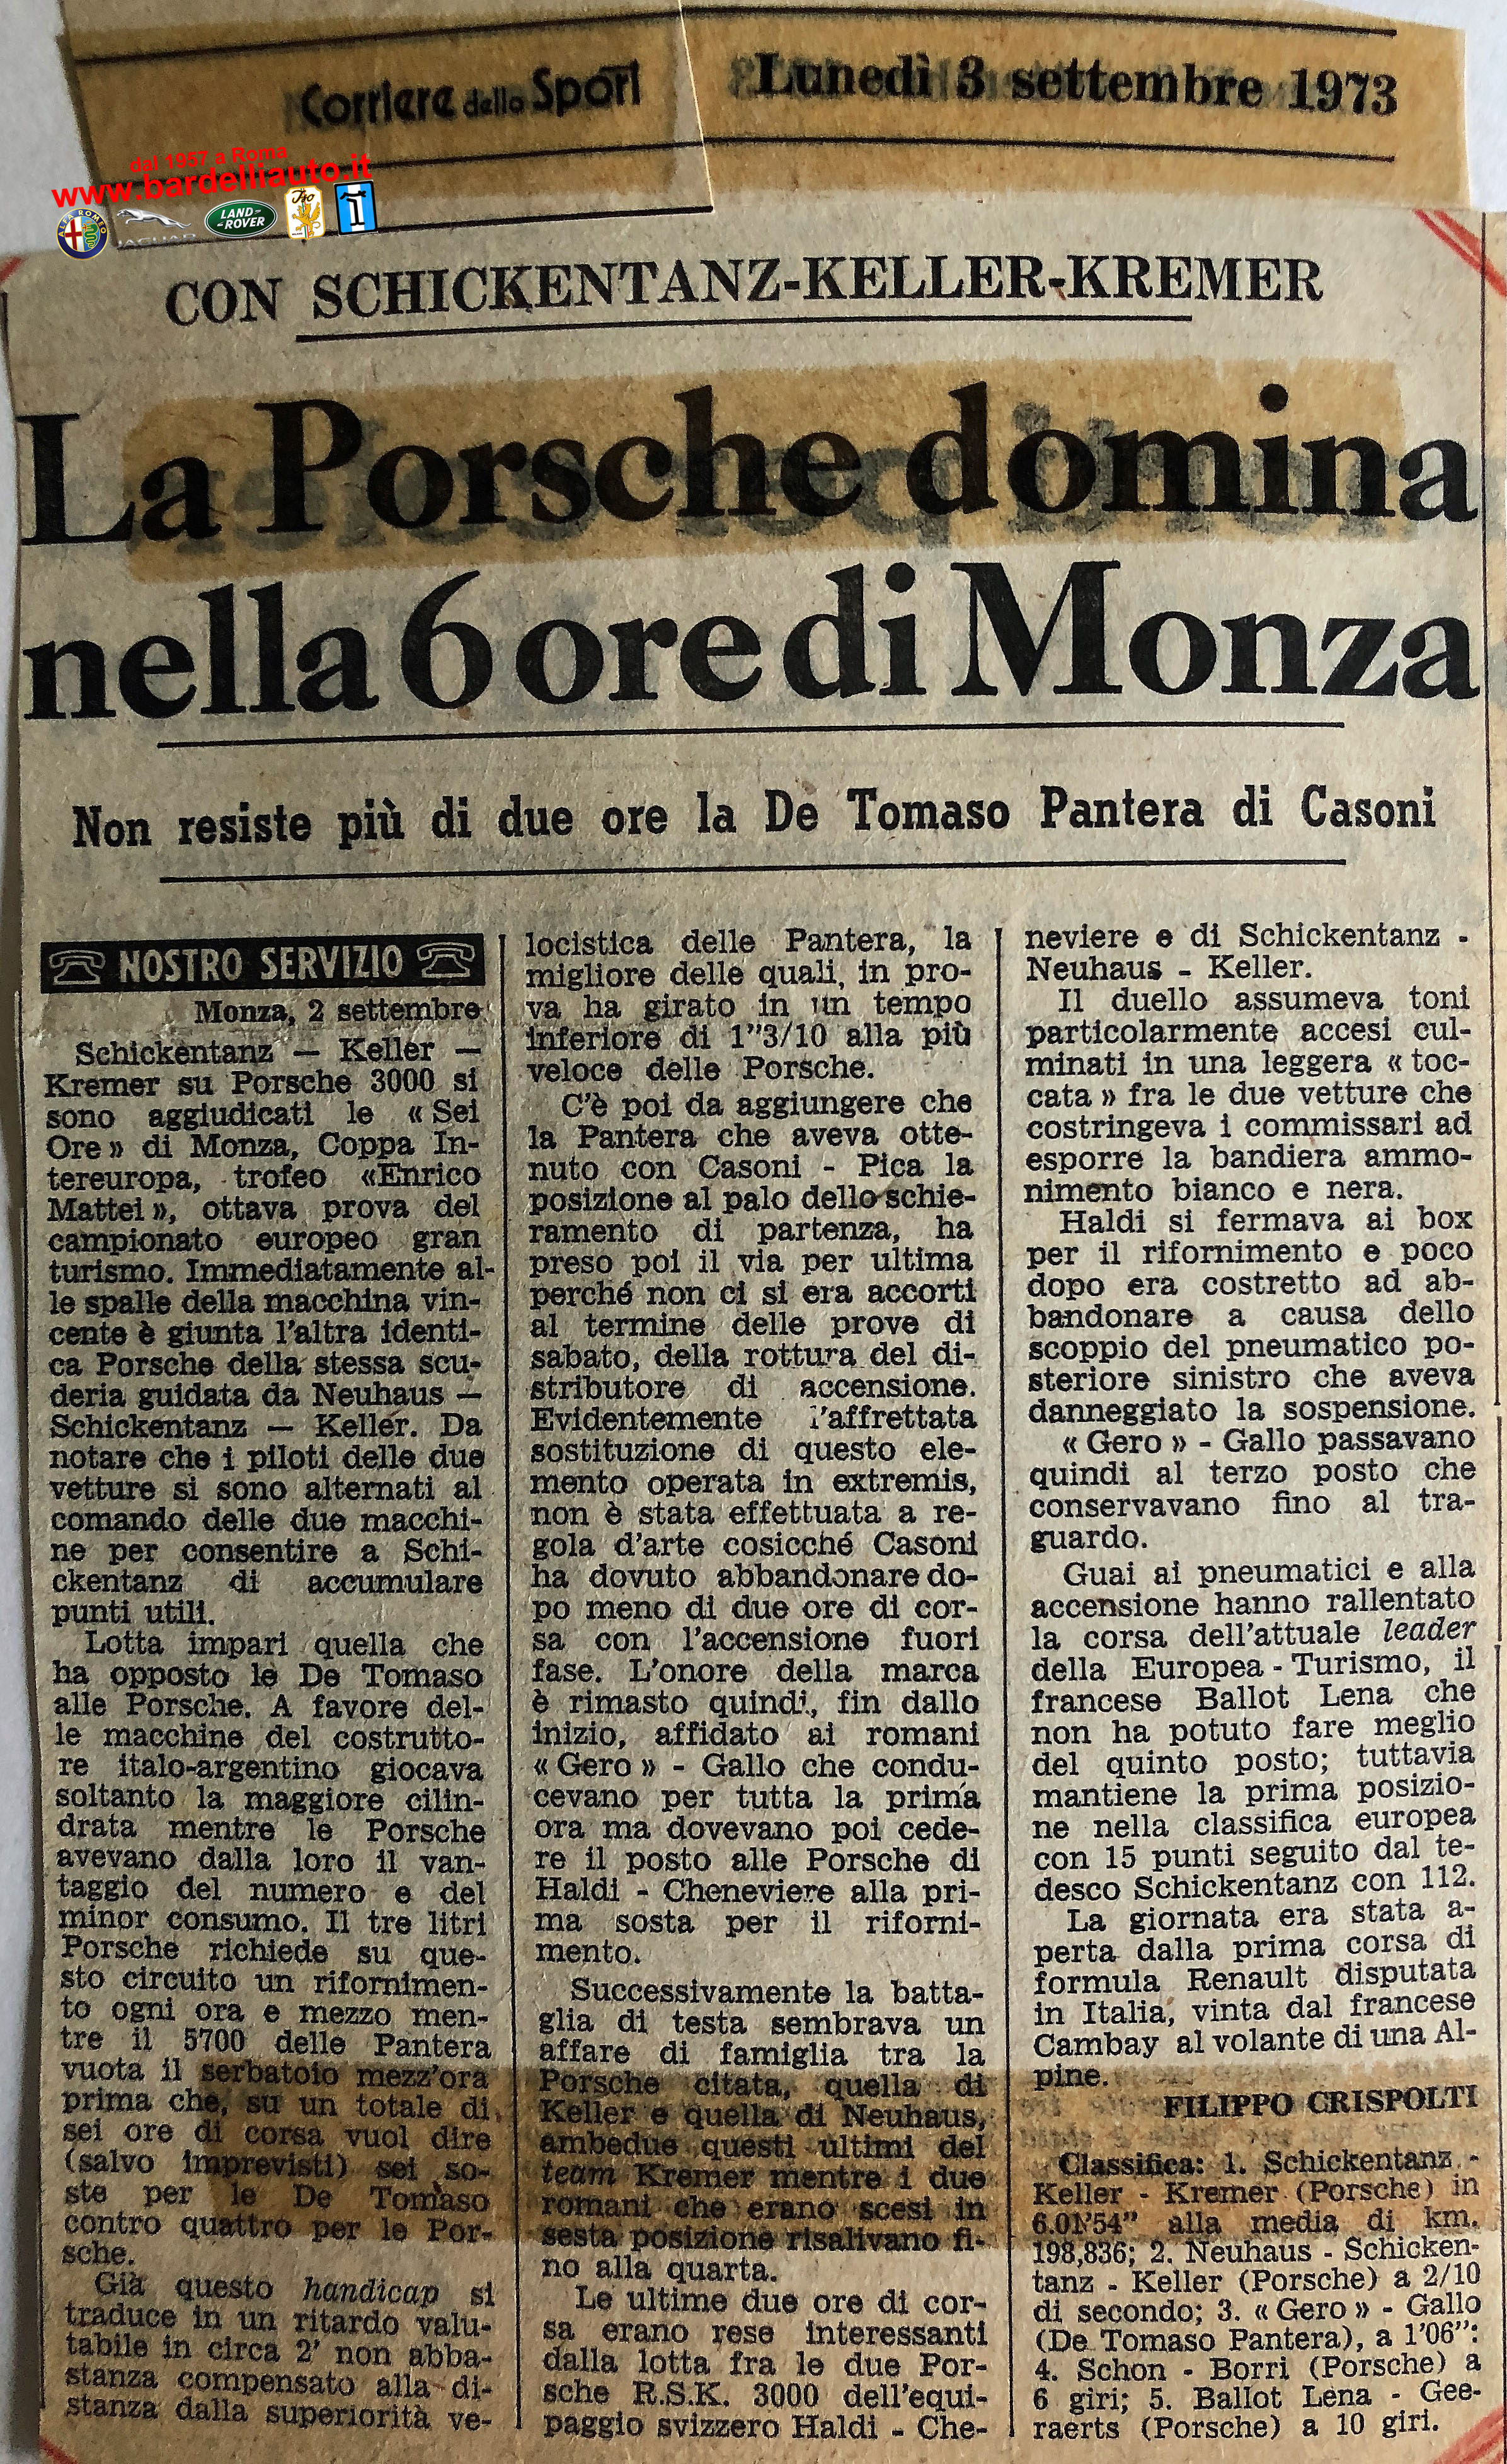 Corriere dello Sport
Lunedì 3 settembre 1973
dal 1957 a Roma
www.bardelliauto.it
ALFA ROMEO
JAGUAR
LAND-
-ROVER
CON SCHICKENTANZ-KELLER-KREMER
La Porsche domina
nella 6 ore di Monza
Non resiste più di due ore la De Tomaso Pantera di Casoni
NOSTRO SERVIZIO
Monza, 2 settembre
Schickentanz — Keller —
Kremer su Porsche 3000 si
sono aggiudicati le « Sei
Ore » di Monza, Coppa In-
tereuropa, trofeo «Enrico
Mattei », ottava prova del
campionato europeo gran
turismo. Immediatamente al-
le spalle della macchina vin-
cente è giunta l'altra identi-
ca Porsche della stessa scu-
deria guidata da Neuhaus —
Schickentanz — Keller. Da
notare che i piloti delle due
vetture si sono alternati al
comando delle due macchi-
ne per consentire a Schi-
ckentanz di accumulare
punti utili.
Lotta impari quella che
ha opposto le De Tomaso
alle Porsche. A favore del-
le macchine del costrutto-
re italo-argentino giocava
soltanto la maggiore cilin-
drata mentre le Porsche
avevano dalla loro il van-
taggio del numero e del
minor consumo. Il tre litri
Porsche richiede su que-
sto circuito un rifornimen-
to ogni ora e mezzo men-
tre il 5700 delle Pantera
vuota il serbatoio mezz'ora
prima che, su un totale di
sei ore di corsa vuol dire
(salvo imprevisti) sei so-
ste per le De Tomaso
contro quattro per le Por-
sche.
Già questo handicap si
traduce in un ritardo valu-
tabile in circa 2' non abba-
stanza compensato alla di-
stanza dalla superiorità ve-
locistica delle Pantera, la
migliore delle quali, in pro-
va ha girato in un tempo
inferiore di 1"3/10 alla più
veloce delle Porsche.
C'è poi da aggiungere che
la Pantera che aveva otte-
nuto con Casoni - Pica la
posizione al palo dello schie-
ramento di partenza, ha
preso poi il via per ultima
perché non ci si era accorti
al termine delle prove di
sabato, della rottura del di-
stributore di accensione.
Evidentemente l'affrettata
sostituzione di questo ele-
mento operata in extremis,
non è stata effettuata a re-
gola d'arte cosicché Casoni
ha dovuto abbandonare do-
po meno di due ore di cor-
sa con l'accensione fuori
fase. L'onore della marca
è rimasto quindi, fin dallo
inizio, affidato ai romani
« Gero » - Gallo che condu-
cevano per tutta la prima
ora ma dovevano poi cede-
re il posto alle Porsche di
Haldi - Cheneviere alla pri-
ma sosta per il riforni-
mento.
Successivamente la batta-
glia di testa sembrava un
affare di famiglia tra la
Porsche citata, quella di
Keller e quella di Neuhaus,
ambedue questi ultimi del
team Kremer mentre i due
romani che erano scesi in
sesta posizione risalivano fi-
no alla quarta.
Le ultime due ore di cor-
sa erano rese interessanti
dalla lotta fra le due Por-
sche R.S.K. 3000 dell'equi-
paggio svizzero Haldi - Che-
neviere e di Schickentanz -
Neuhaus - Keller.
Il duello assumeva toni
particolarmente accesi cul-
minati in una leggera « toc-
cata » fra le due vetture che
costringeva i commissari ad
esporre la bandiera ammo-
nimento bianco e nera.
Haldi si fermava ai box
per il rifornimento e poco
dopo era costretto ad ab-
bandonare a causa dello
scoppio del pneumatico po-
steriore sinistro che aveva
danneggiato la sospensione.
« Gero » - Gallo passavano
quindi al terzo posto che
conservavano fino al tra-
guardo.
Guai ai pneumatici e alla
accensione hanno rallentato
la corsa dell'attuale leader
della Europea - Turismo, il
francese Ballot Lena che
non ha potuto fare meglio
del quinto posto; tuttavia
mantiene la prima posizio-
ne nella classifica europea
con 15 punti seguito dal te-
desco Schickentanz con 112.
La giornata era stata a-
perta dalla prima corsa di
formula Renault disputata
in Italia, vinta dal francese
Cambay al volante di una Al-
pine.
FILIPPO CRISPOLTI
Classifica: 1. Schickentanz -
Keller - Kremer (Porsche) in
6.01'54" alla media di km.
198,836; 2. Neuhaus - Schicken-
tanz - Keller (Porsche) a 2/10
di secondo; 3. « Gero » - Gallo
(De Tomaso Pantera), a 1'06":
4. Schon - Borri (Porsche) a
6 giri; 5. Ballot Lena - Gee-
raerts (Porsche) a 10 giri.